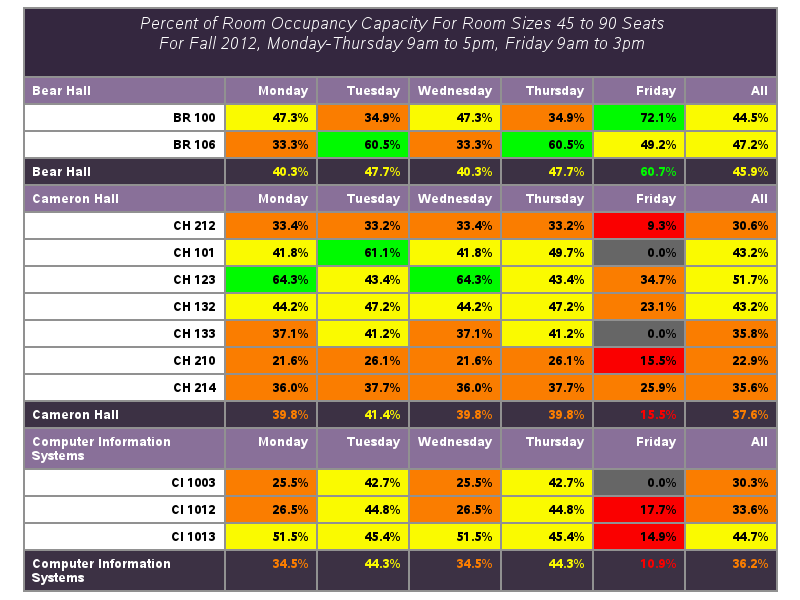 Percent of Room Occupancy Capacity For Room Sizes 45 to 90 Seats
For Fall 2012, Monday-Thursday 9am to 5pm, Friday 9am to 3pm
Bear Hall Monday Tuesday Wednesday Thursday Friday All
BR 100 47.3% 34.9% 47.3% 34.9% 72.1% 44.5%
BR 106 33.3% 60.5% 33.3% 60.5% 49.2% 47.2%
Bear Hall 40.3% 47.7% 40.3% 47.7% 60.7% 45.9%
Cameron Hall Monday Tuesday Wednesday Thursday Friday All
CH 212 33.4% 33.2% 33.4% 33.2% 9.3% 30.6%
CH 101 41.8% 61.1% 41.8% 49.7% 0.0% 43.2%
CH 123 64.3% 43.4% 64.3% 43.4% 34.7% 51.7%
CH 132 44.2% 47.2% 44.2% 47.2% 23.1% 43.2%
CH 133 37.1% 41.2% 37.1% 41.2% 0.0% 35.8%
CH 210 21.6% 26.1% 21.6% 26.1% 15.5% 22.9%
CH 214 36.0% 37.7% 36.0% 37.7% 25.9% 35.6%
Cameron Hall 39.8% 41.4% 39.8% 39.8% 15.5% 37.6%
Computer Information Monday Tuesday Wednesday Thursday Friday All
Systems
CI 1003 25.5% 42.7% 25.5% 42.7% 0.0% 30.3%
CI 1012 26.5% 44.8% 26.5% 44.8% 17.7% 33.6%
CI 1013 51.5% 45.4% 51.5% 45.4% 14.9% 44.7%
Computer Information 34.5% 44.3% 34.5% 44.3% 10.9% 36.2%
Systems